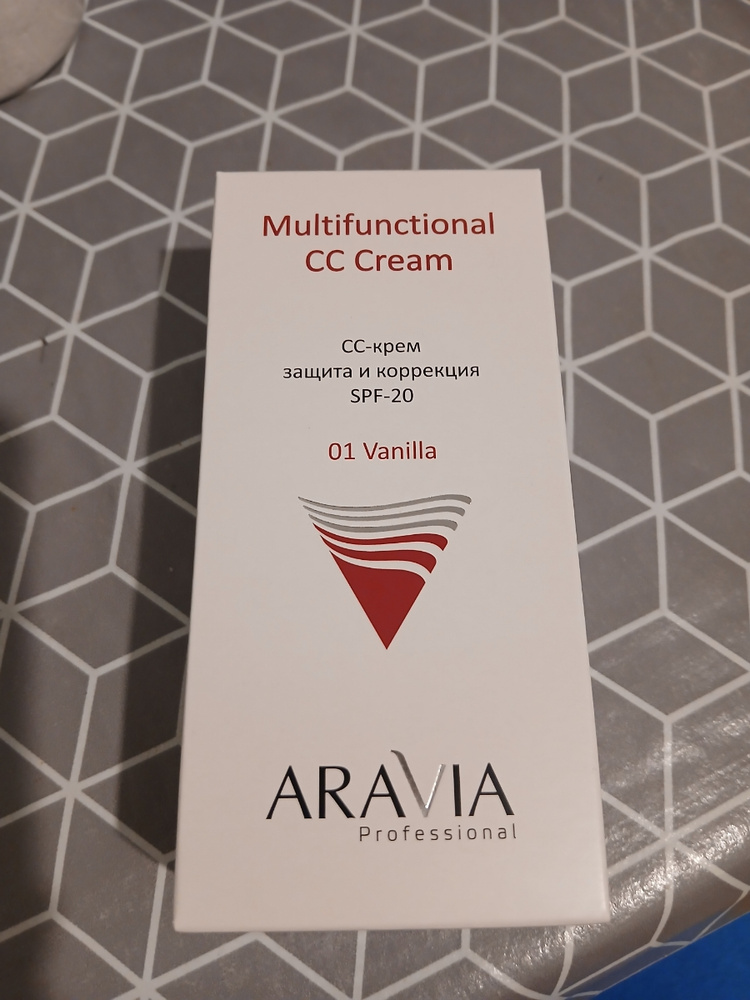 Multifunctional
CC Cream
СС-крем
защита и коррекция
SPF-20
01 Vanilla
ARAVIA
Professional